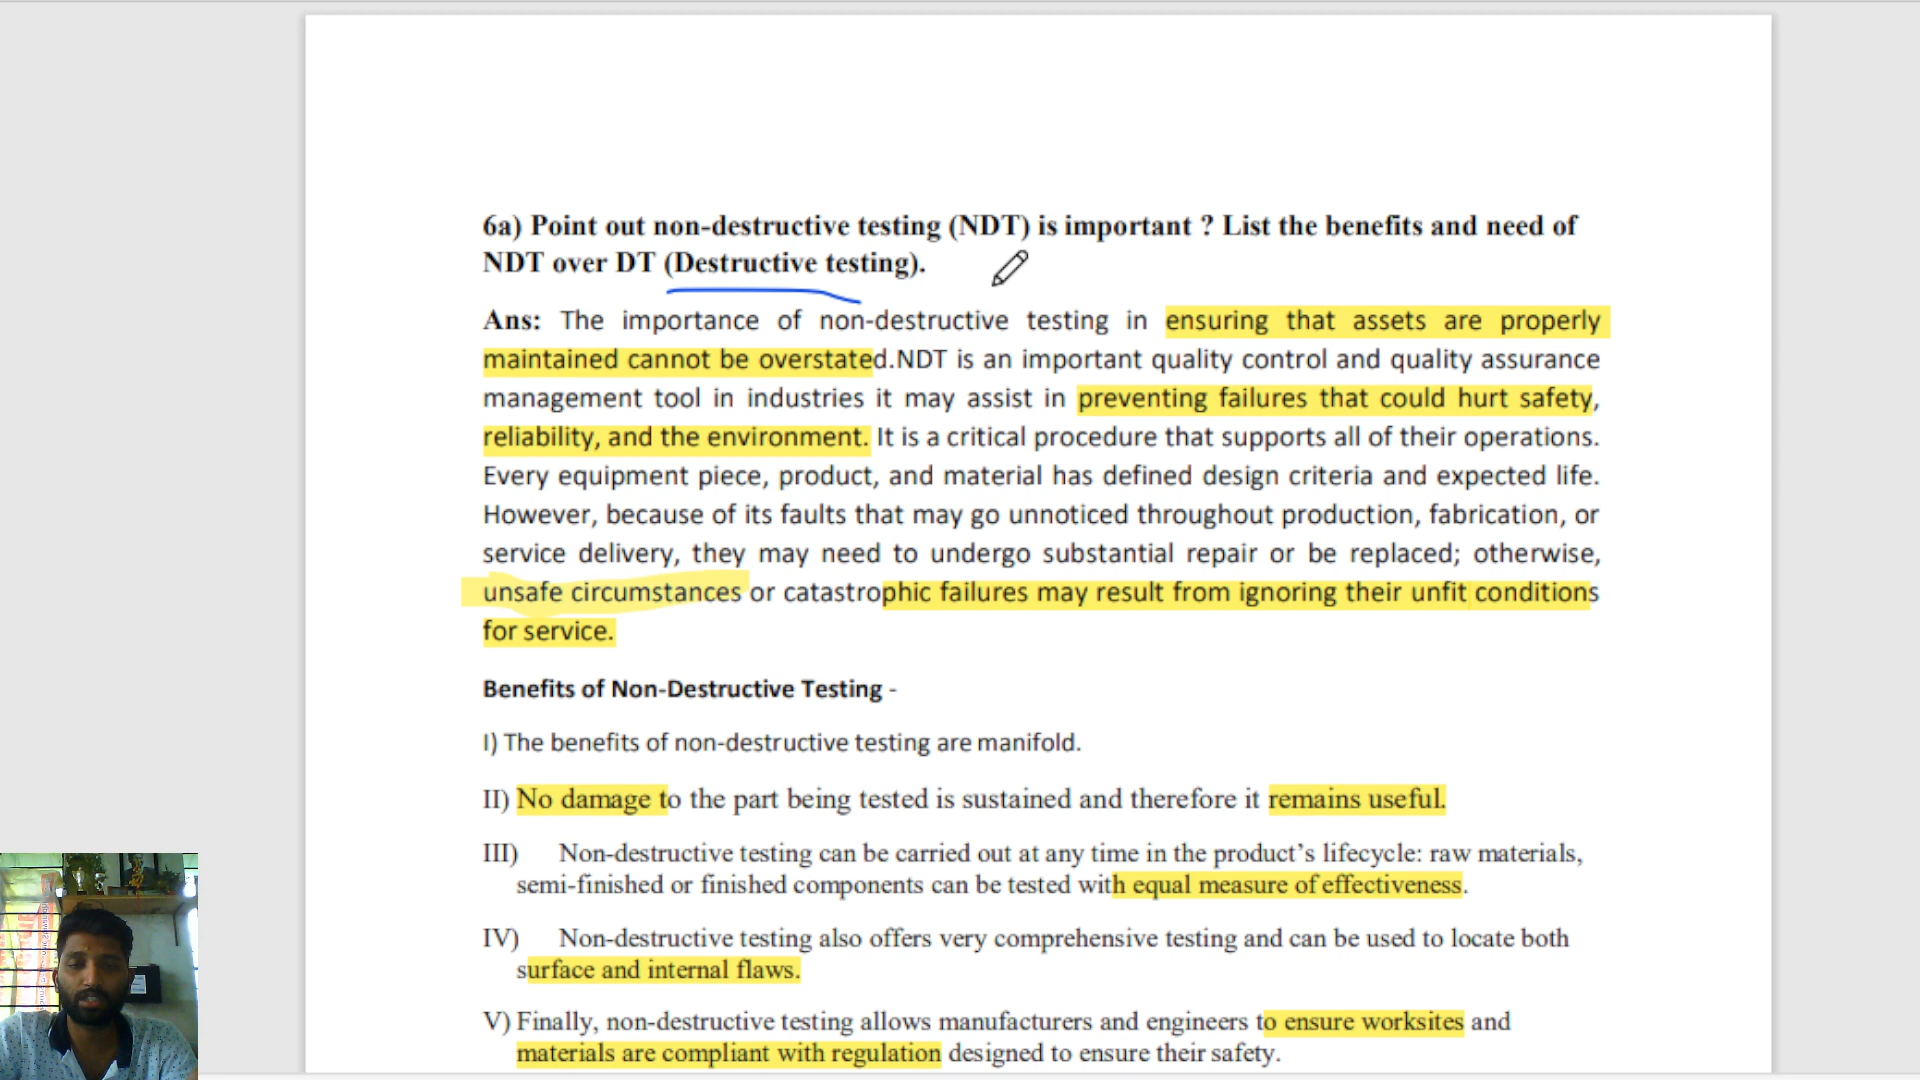 6a) Point out non-destructive testing (NDT) is important ? List the benefits and need of
NDT over DT (Destructive testing).
Ans: The importance of non-destructive testing in ensuring that assets are properly
maintained cannot be overstated.NDT is an important quality control and quality assurance
management tool in industries it may assist in preventing failures that could hurt safety,
reliability, and the environment. It is a critical procedure that supports all of their operations.
Every equipment piece, product, and material has defined design criteria and expected life.
However, because of its faults that may go unnoticed throughout production, fabrication, or
service delivery, they may need to undergo substantial repair or be replaced; otherwise,
unsafe circumstances or catastrophic failures may result from ignoring their unfit conditions
for service.
Benefits of Non-Destructive Testing -
I) The benefits of non-destructive testing are manifold.
II) No damage to the part being tested is sustained and therefore it remains useful.
III) Non-destructive testing can be carried out at any time in the product’s lifecycle: raw materials,
semi-finished or finished components can be tested with equal measure of effectiveness.
IV) Non-destructive testing also offers very comprehensive testing and can be used to locate both
surface and internal flaws.
V) Finally, non-destructive testing allows manufacturers and engineers to ensure worksites and
materials are compliant with regulation designed to ensure their safety.